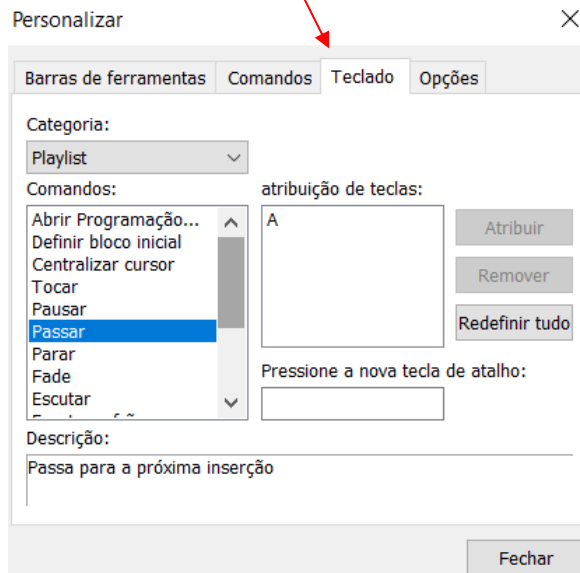 Personalizar
Barras de ferramentas Comandos Teclado Opções
Categoria:
Playlist
Comandos: atribuição de teclas:
Abrir Programação... A
Definir bloco inicial Atribuir
Centralizar cursor
Tocar Remover
Pausar
Passar Redefinir tudo
Parar
Fade Pressione a nova tecla de atalho:
Escutar
Descrição:
Passa para a próxima inserção
Fechar